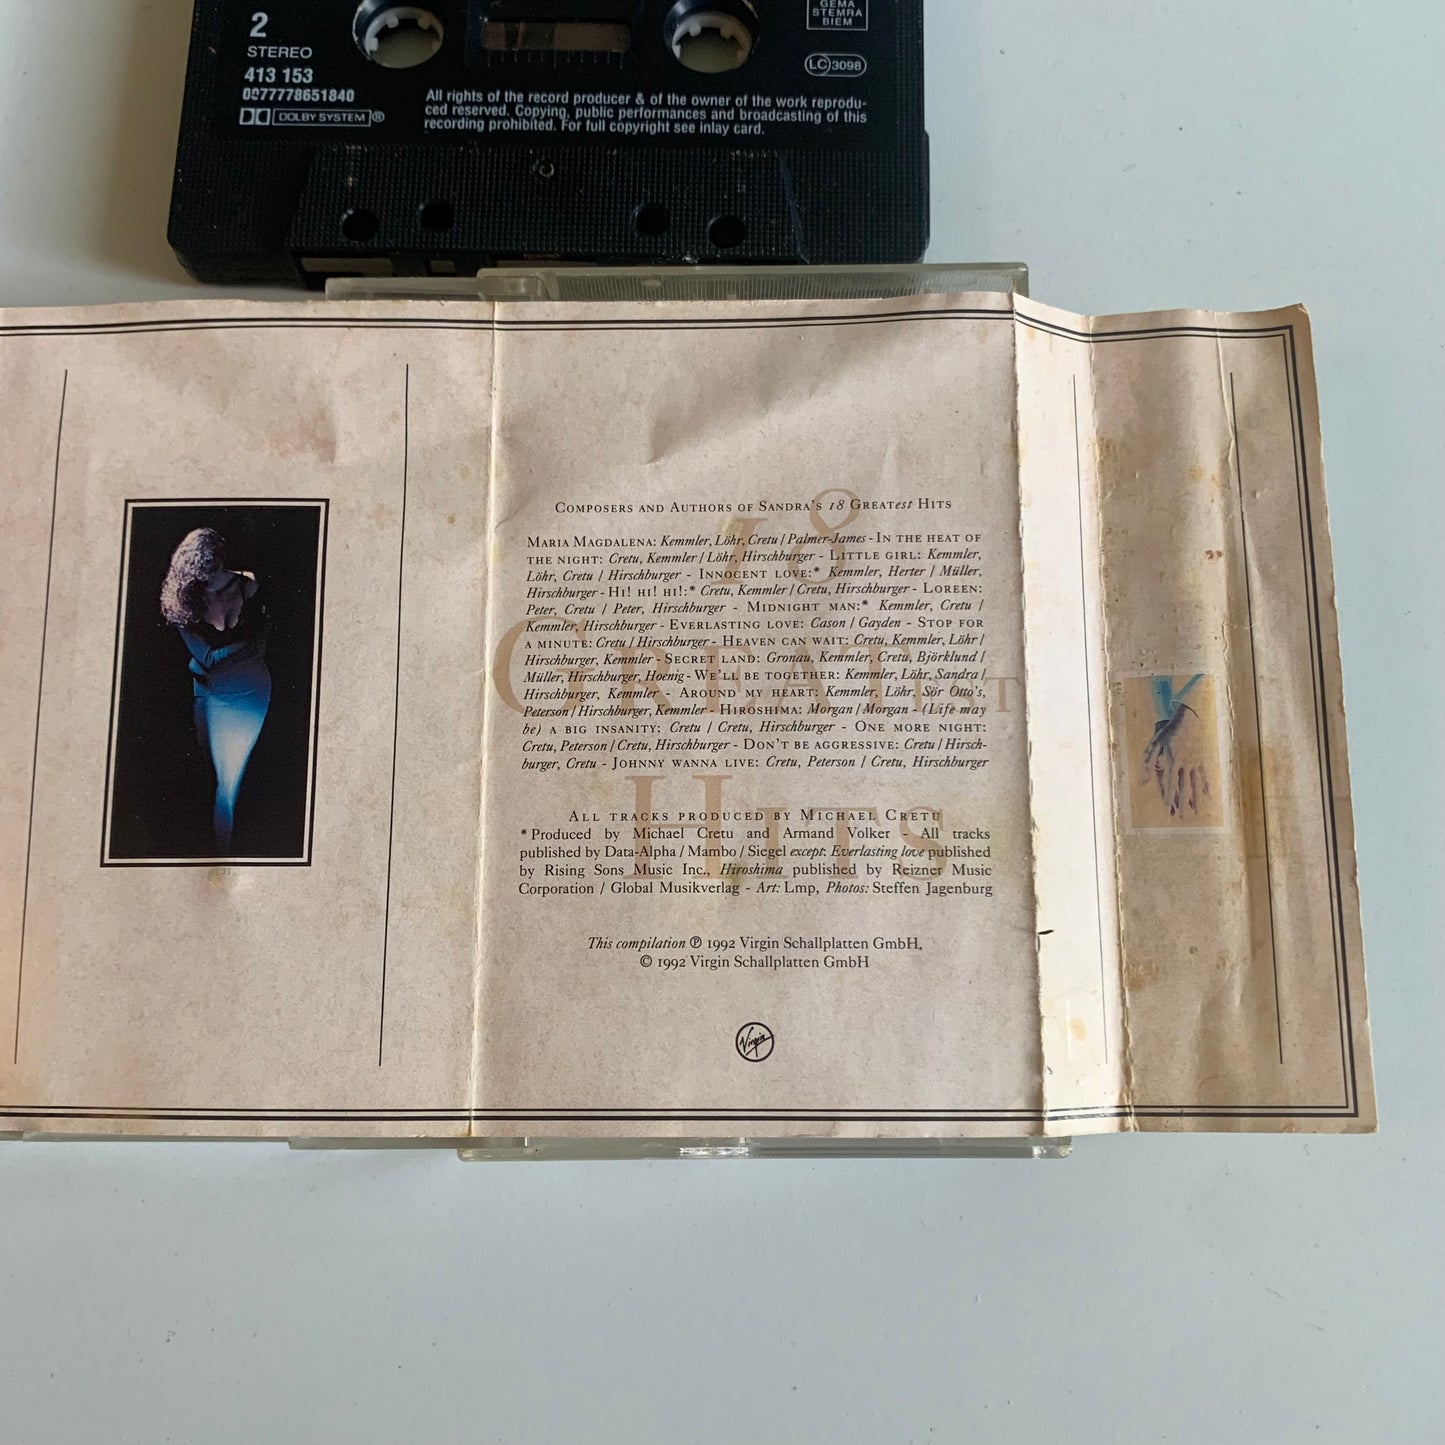 2
STEREO
413 153
0077778651840
DOLBY SYSTEM®
GEMA
STEMRA
BIEM
LC 3098
All rights of the record producer & of the owner of the work reprodu-
ced reserved. Copying, public performances and broadcasting of this
recording prohibited. For full copyright see inlay card.
18
GREATEST
HITS
COMPOSERS AND AUTHORS OF SANDRA'S 18 GREATEST HITS
MARIA MAGDALENA: Kemmler, Löhr, Cretu / Palmer-James - IN THE HEAT OF
THE NIGHT: Cretu, Kemmler / Löhr, Hirschburger - LITTLE GIRL: Kemmler,
Löhr, Cretu / Hirschburger - INNOCENT LOVE:* Kemmler, Herter / Müller,
Hirschburger - HI! HI! HI!:* Cretu, Kemmler / Cretu, Hirschburger - LOREEN:
Peter, Cretu / Peter, Hirschburger - MIDNIGHT MAN:* Kemmler, Cretu /
Kemmler, Hirschburger - EVERLASTING LOVE: Cason / Gayden - STOP FOR
A MINUTE: Cretu / Hirschburger - HEAVEN CAN WAIT: Cretu, Kemmler, Löhr /
Hirschburger, Kemmler - SECRET LAND: Gronau, Kemmler, Cretu, Björklund /
Müller, Hirschburger, Hoenig - WE'LL BE TOGETHER: Kemmler, Löhr, Sandra /
Hirschburger, Kemmler - AROUND MY HEART: Kemmler, Löhr, Sör Otto's,
Peterson / Hirschburger, Kemmler - HIROSHIMA: Morgan / Morgan - (Life may
be) A BIG INSANITY; Cretu / Cretu, Hirschburger - ONE MORE NIGHT:
Cretu, Peterson / Cretu, Hirschburger - DON'T BE AGGRESSIVE: Cretu / Hirsch-
burger, Cretu - JOHNNY WANNA LIVE: Cretu, Peterson / Cretu, Hirschburger
ALL TRACKS PRODUCED BY MICHAEL CRETU
* Produced by Michael Cretu and Armand Volker - All tracks
published by Data-Alpha / Mambo / Siegel except: Everlasting love published
by Rising Sons Music Inc., Hiroshima published by Reizner Music
Corporation / Global Musikverlag - Art: Lmp, Photos: Steffen Jagenburg
This compilation ℗ 1992 Virgin Schallplatten GmbH,
© 1992 Virgin Schallplatten GmbH
Virgin